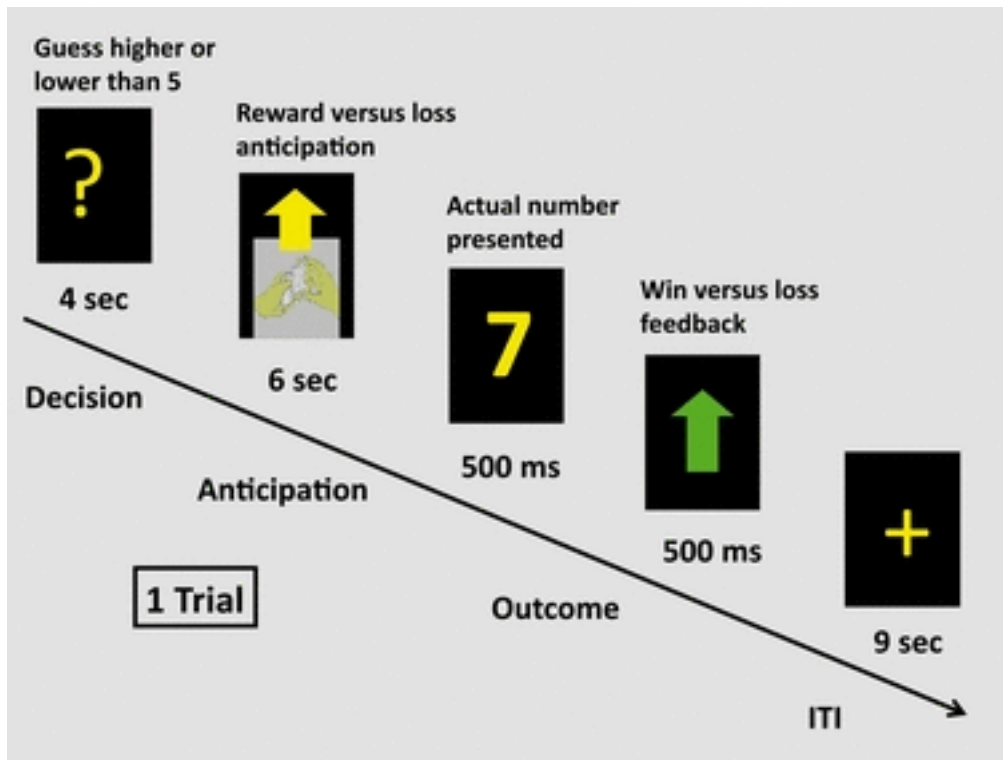 Guess higher or
lower than 5
?
4 sec
Decision
Reward versus loss
anticipation
6 sec
Anticipation
Actual number
presented
7
500 ms
Outcome
Win versus loss
feedback
500 ms
+
9 sec
ITI
1 Trial